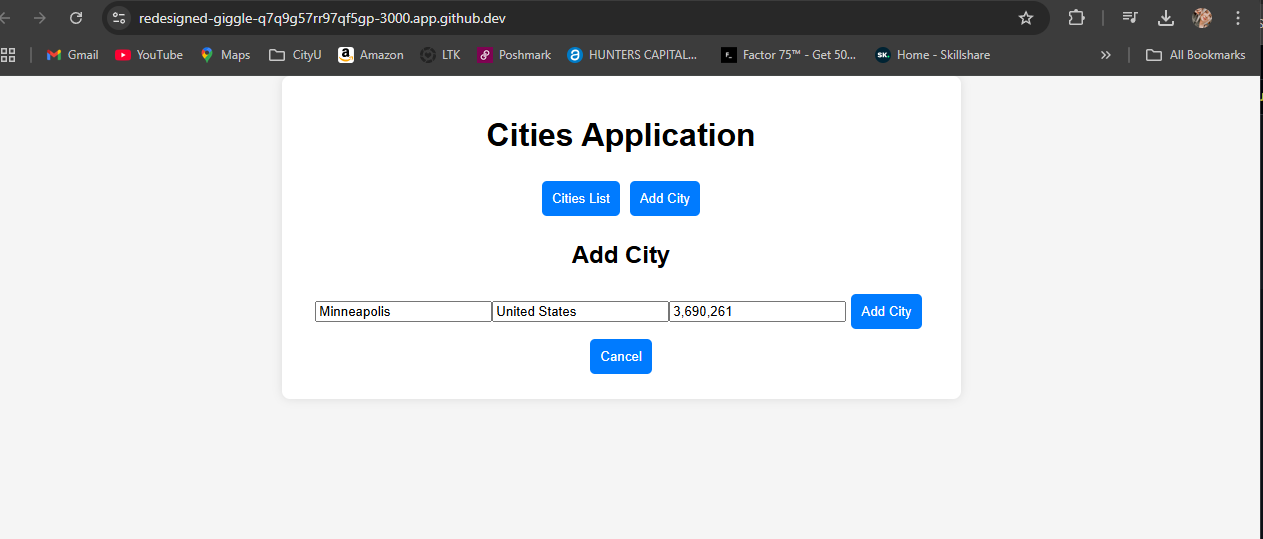 redesigned-giggle-q7q9g57rr97qf5gp-3000.app.github.dev
Gmail YouTube Maps CityU Amazon LTK Poshmark HUNTERS CAPITAL... Factor 75™ - Get 50... SK. Home - Skillshare » All Bookmarks
Cities Application
Cities List Add City
Add City
Minneapolis United States 3,690,261 Add City
Cancel